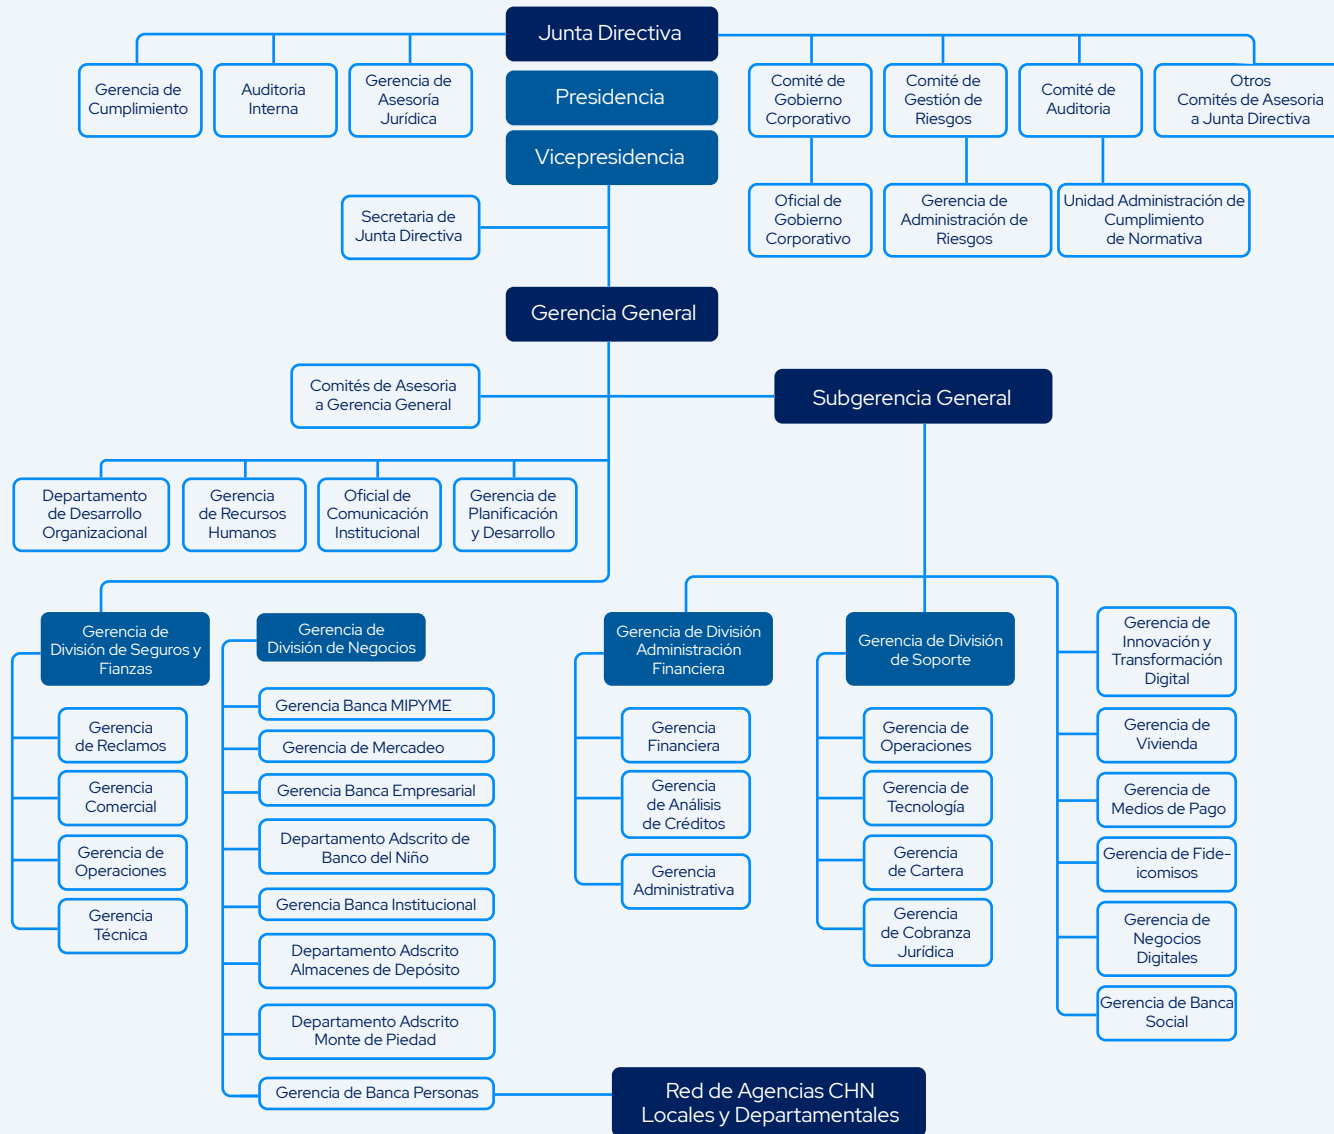 Junta Directiva
Gerencia de
Cumplimiento
Auditoria
Interna
Gerencia de
Asesoría
Jurídica
Presidencia
Vicepresidencia
Comité de
Gobierno
Corporativo
Comité de
Gestión de
Riesgos
Comité de
Auditoria
Otros
Comités de Asesoria
a Junta Directiva
Secretaria de
Junta Directiva
Oficial de
Gobierno
Corporativo
Gerencia de
Administración de
Riesgos
Unidad Administración de
Cumplimiento
de Normativa
Gerencia General
Comités de Asesoria
a Gerencia General
Subgerencia General
Departamento
de Desarrollo
Organizacional
Gerencia
de Recursos
Humanos
Oficial de
Comunicación
Institucional
Gerencia de
Planificación
y Desarrollo
Gerencia de
División de Seguros y
Fianzas
Gerencia
de Reclamos
Gerencia
Comercial
Gerencia de
Operaciones
Gerencia
Técnica
Gerencia de
División de Negocios
Gerencia Banca MIPYME
Gerencia de Mercadeo
Gerencia Banca Empresarial
Departamento Adscrito de
Banco del Niño
Gerencia Banca Institucional
Departamento Adscrito
Almacenes de Depósito
Departamento Adscrito
Monte de Piedad
Gerencia de Banca Personas
Red de Agencias CHN
Locales y Departamentales
Gerencia de División
Administración
Financiera
Gerencia
Financiera
Gerencia
de Análisis
de Créditos
Gerencia
Administrativa
Gerencia de División
de Soporte
Gerencia de
Operaciones
Gerencia de
Tecnología
Gerencia
de Cartera
Gerencia
de Cobranza
Jurídica
Gerencia de
Innovación y
Transformación
Digital
Gerencia de
Vivienda
Gerencia de
Medios de Pago
Gerencia de Fide-
icomisos
Gerencia de
Negocios
Digitales
Gerencia de Banca
Social